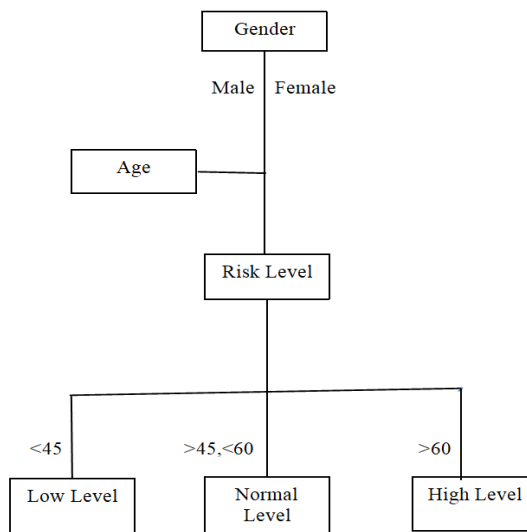 Gender
Male Female
Age
Risk Level
<45 >45,<60 >60
Low Level
Normal
Level
High Level